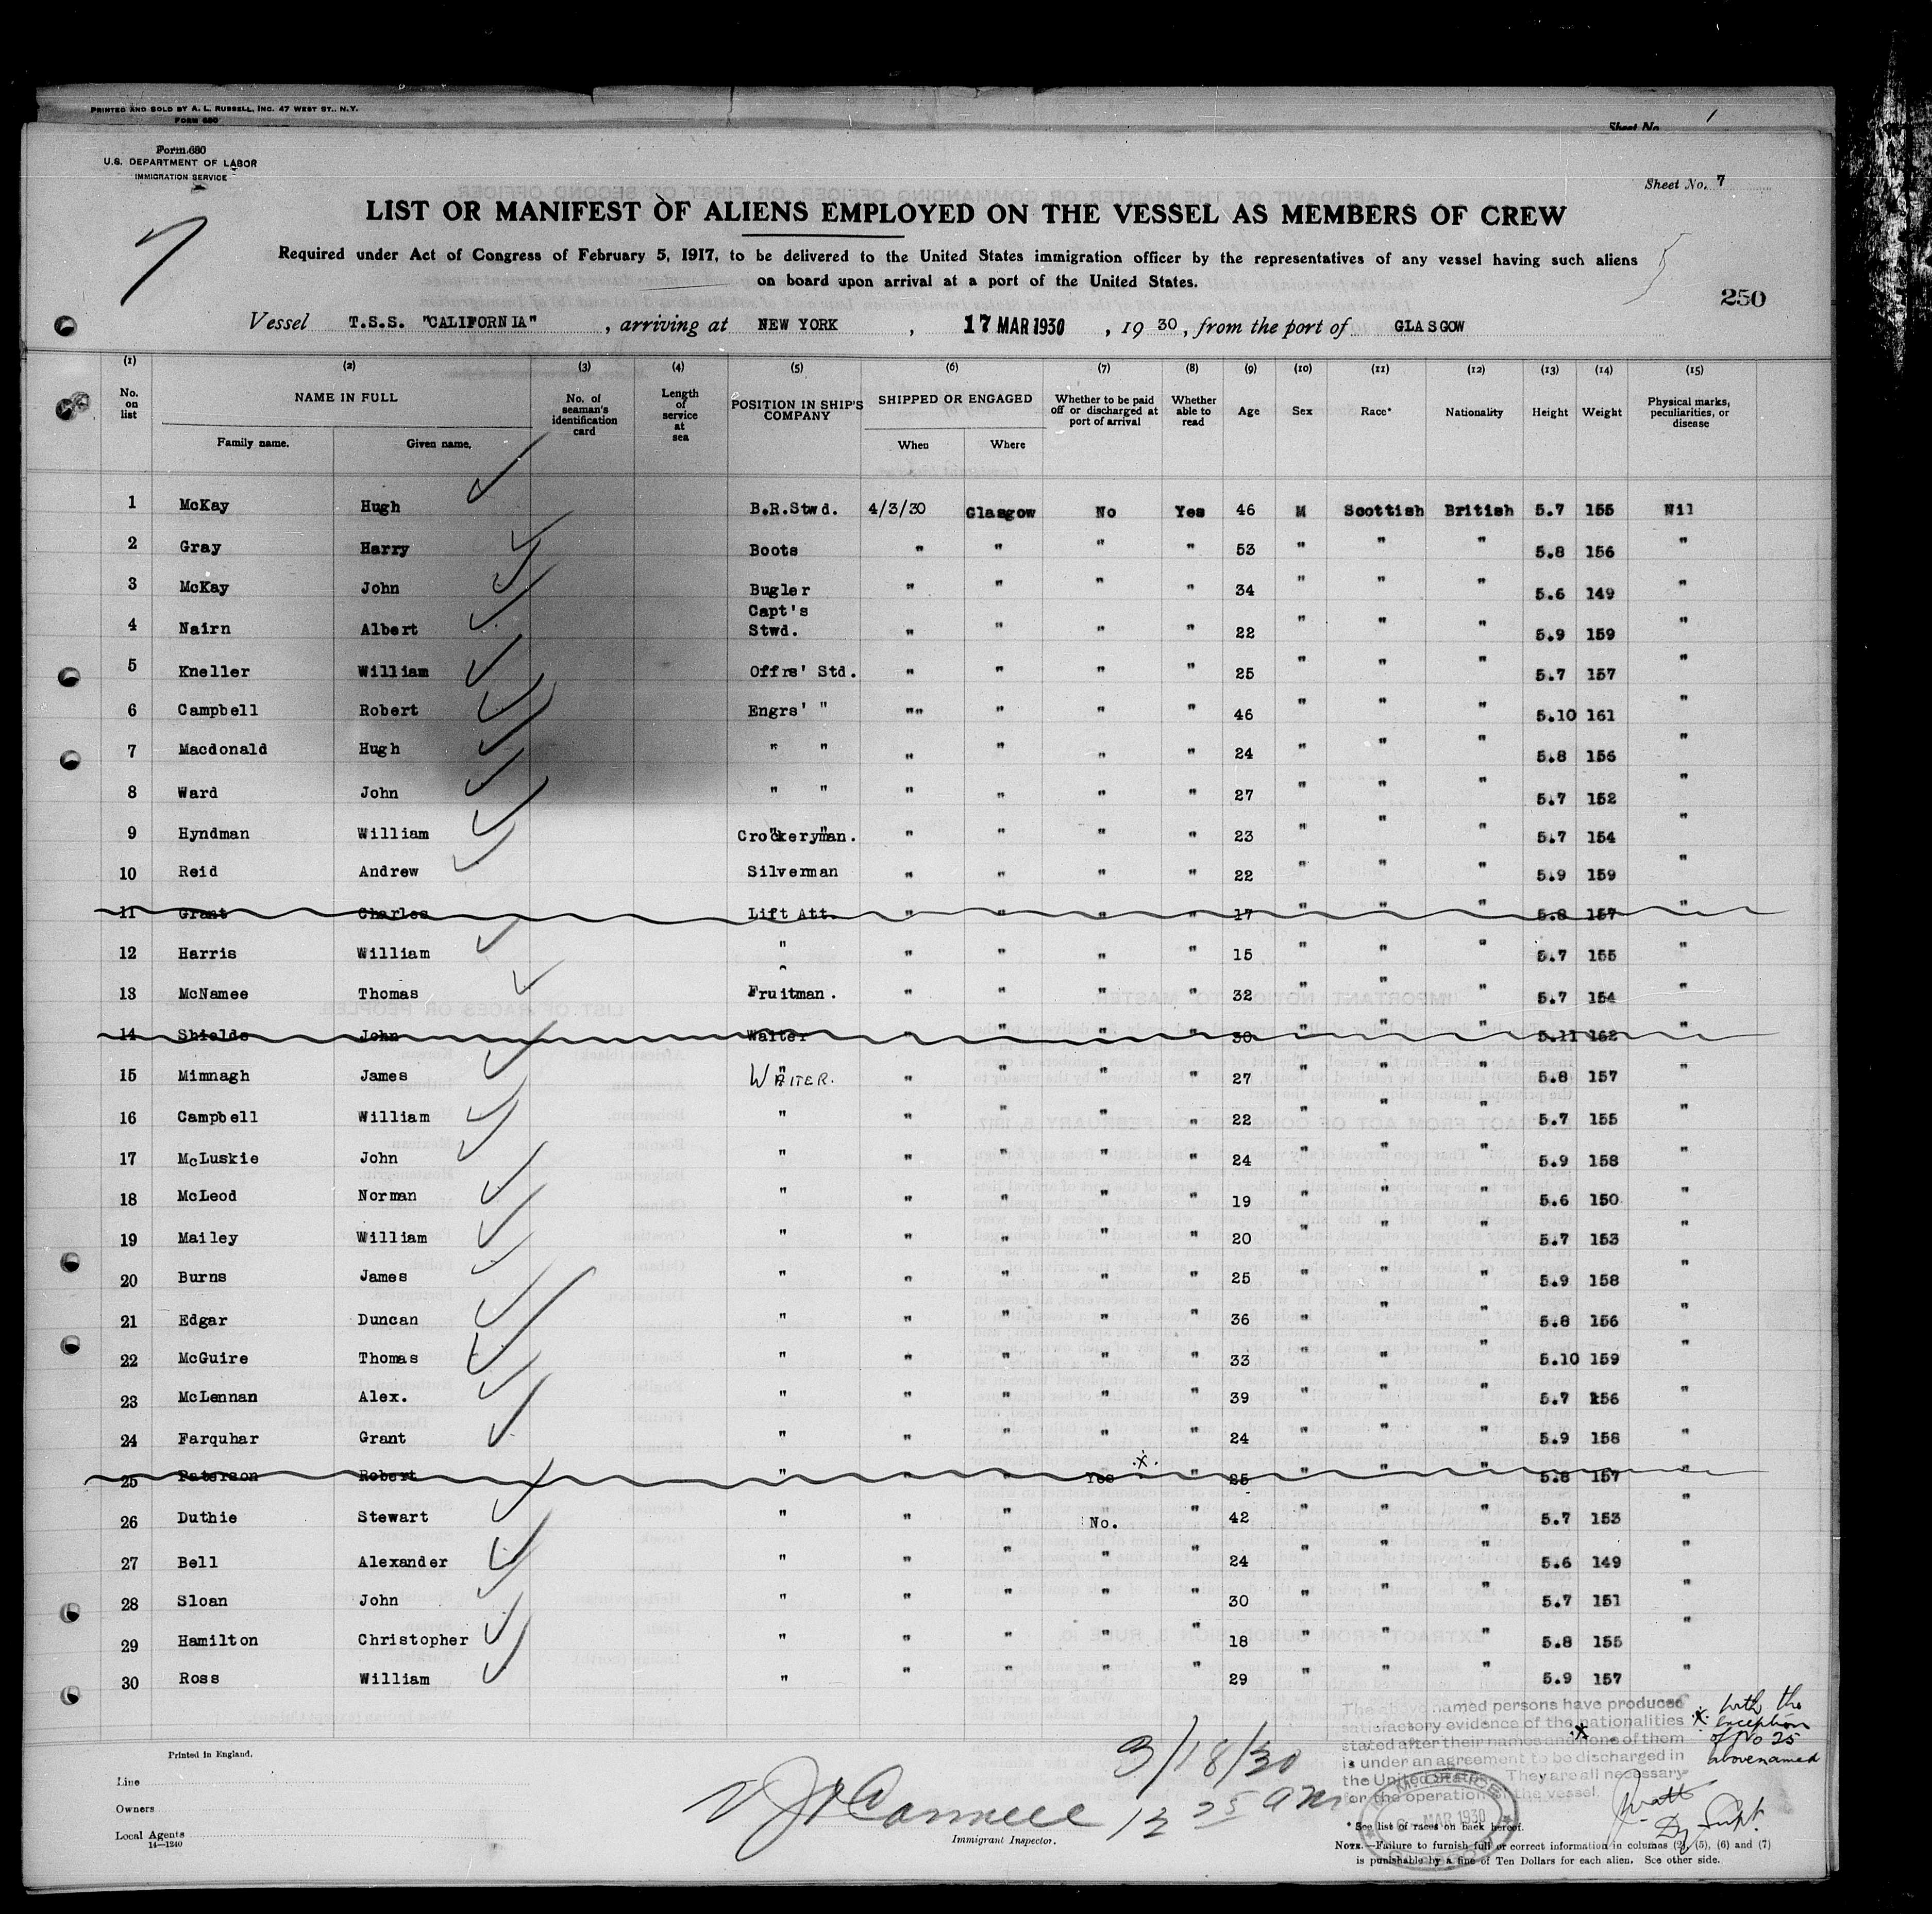 PRINTED AND SOLD BY A. L. RUSSELL, INC. 47 WEST ST., N.Y.
FORM 680
Sheet No. 1
Form 680
U.S. DEPARTMENT OF LABOR
IMMIGRATION SERVICE
Sheet No. 7
7
LIST OR MANIFEST OF ALIENS EMPLOYED ON THE VESSEL AS MEMBERS OF CREW
Required under Act of Congress of February 5, 1917, to be delivered to the United States immigration officer by the representatives of any vessel having such aliens
on board upon arrival at a port of the United States.
5
250
Vessel T.S.S. "CALIFORNIA", arriving at NEW YORK, 17 MAR 1930, 19 30, from the port of GLASGOW
(1) (2) (3) (4) (5) (6) (7) (8) (9) (10) (11) (12) (13) (14) (15)
No. on list NAME IN FULL Family name. Given name. No. of seaman's identification card Length of service at sea POSITION IN SHIP'S COMPANY SHIPPED OR ENGAGED When Where Whether to be paid off or discharged at port of arrival Whether able to read Age Sex Race* Nationality Height Weight Physical marks, peculiarities, or disease
1 McKay Hugh B.R.Stwd. 4/3/30 Glasgow No Yes 46 M Scottish British 5.7 155 Nil
2 Gray Harry Boots " " " " 53 " " " 5.8 156 "
3 McKay John Bugler " " " " 34 " " " 5.6 149 "
4 Nairn Albert Capt's Stwd. " " " " 22 " " " 5.9 159 "
5 Kneller William Offrs' Std. " " " " 25 " " " 5.7 157 "
6 Campbell Robert Engrs' " "" " " " 46 " " " 5.10 161 "
7 Macdonald Hugh " " " " " " 24 " " " 5.8 156 "
8 Ward John " " " " " " 27 " " " 5.7 152 "
9 Hyndman William Crockeryman. " " " " 23 " " " 5.7 154 "
10 Reid Andrew Silverman " " " " 22 " " " 5.9 159 "
11 Grant Charles Lift Att. " " " " 17 " " " 5.8 157 "
12 Harris William " " " " " 15 " " " 5.7 155 "
13 McNamee Thomas Fruitman. " " " " 32 " " " 5.7 154 "
14 Shields John Waiter " " " " 30 " " " 5.11 162 "
15 Mimnagh James WAITER. " " " " 27 " " " 5.8 157 "
16 Campbell William " " " " " 22 " " " 5.7 155 "
17 McLuskie John " " " " " 24 " " " 5.9 158 "
18 McLeod Norman " " " " " 19 " " " 5.6 150 "
19 Mailey William " " " " " 20 " " " 5.7 153 "
20 Burns James " " " " " 25 " " " 5.9 158 "
21 Edgar Duncan " " " " " 36 " " " 5.8 156 "
22 McGuire Thomas " " " " " 33 " " " 5.10 159 "
23 McLennan Alex. " " " " " 39 " " " 5.7 156 "
24 Farquhar Grant " " " " " 24 " " " 5.9 158 "
25 Paterson Robert " " " Yes .x. " 25 " " " 5.8 157 "
26 Duthie Stewart " " " No. " 42 " " " 5.7 153 "
27 Bell Alexander " " " " " 24 " " " 5.6 149 "
28 Sloan John " " " " " 30 " " " 5.7 151 "
29 Hamilton Christopher " " " " " 18 " " " 5.8 155 "
30 Ross William " " " " " 29 " " " 5.9 157 "
The above named persons have produced
satisfactory evidence of the nationalities
stated after their names and none of them
is under an agreement to be discharged in
the United States. They are all necessary
for the operation of the vessel.
.x. With the
exception
of No 25
abovenamed
Printed in England.
Line
Owners
Local Agents
14—1240
3/18/30
12 25 AM
Immigrant Inspector.
MAR 1930
* See list of races on back hereof.
NOTE.—Failure to furnish full or correct information in columns (2), (5), (6) and (7)
is punishable by a fine of Ten Dollars for each alien. See other side.